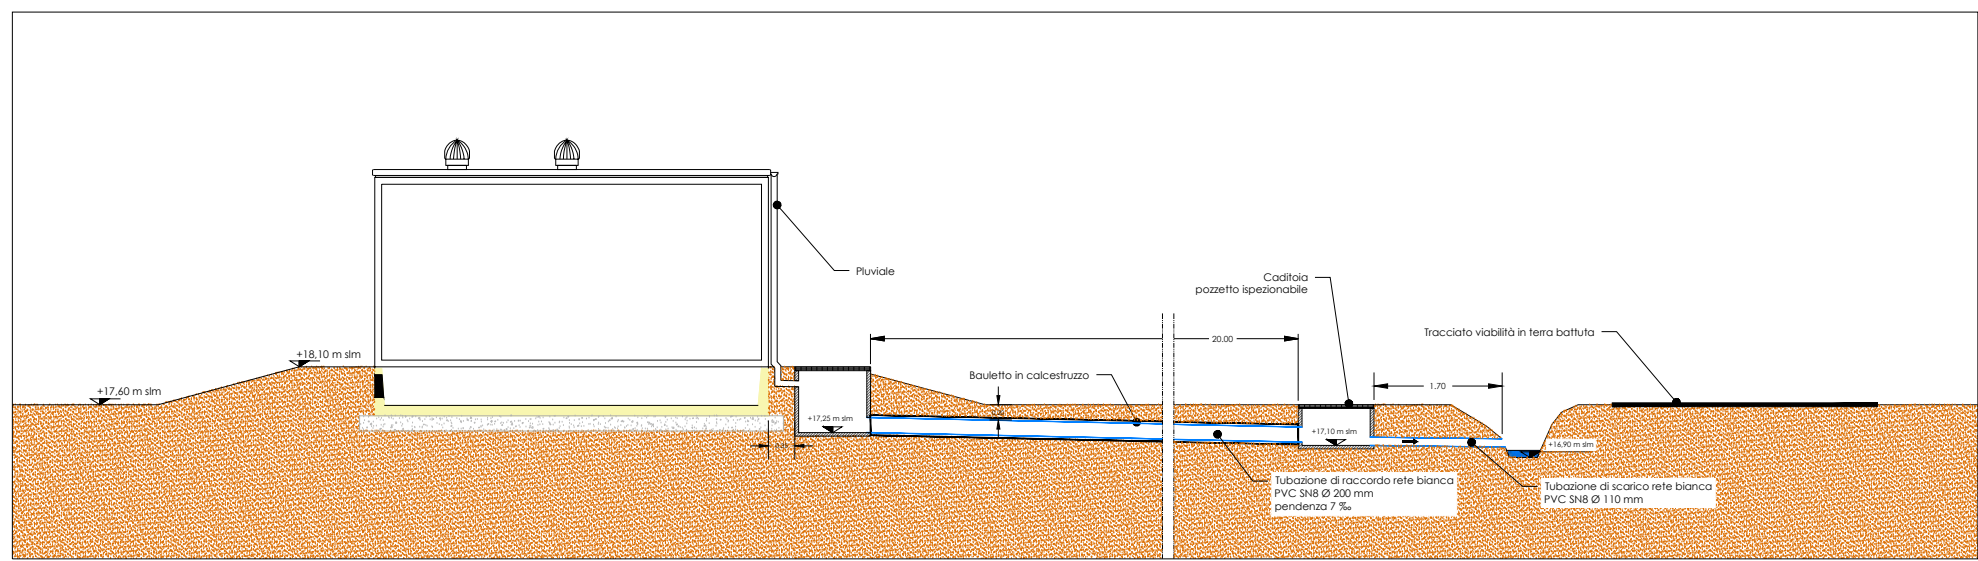 Pluviale
Caditoia
pozzetto ispezionabile
Tracciato viabilità in terra battuta
20.00
+18,10 m slm
Bauletto in calcestruzzo
1.70
+17,60 m slm
+17,25 m slm
+17,10 m slm
+16,90 m slm
Tubazione di raccordo rete bianca
PVC SN8 Ø 200 mm
pendenza 7 ‰
Tubazione di scarico rete bianca
PVC SN8 Ø 110 mm